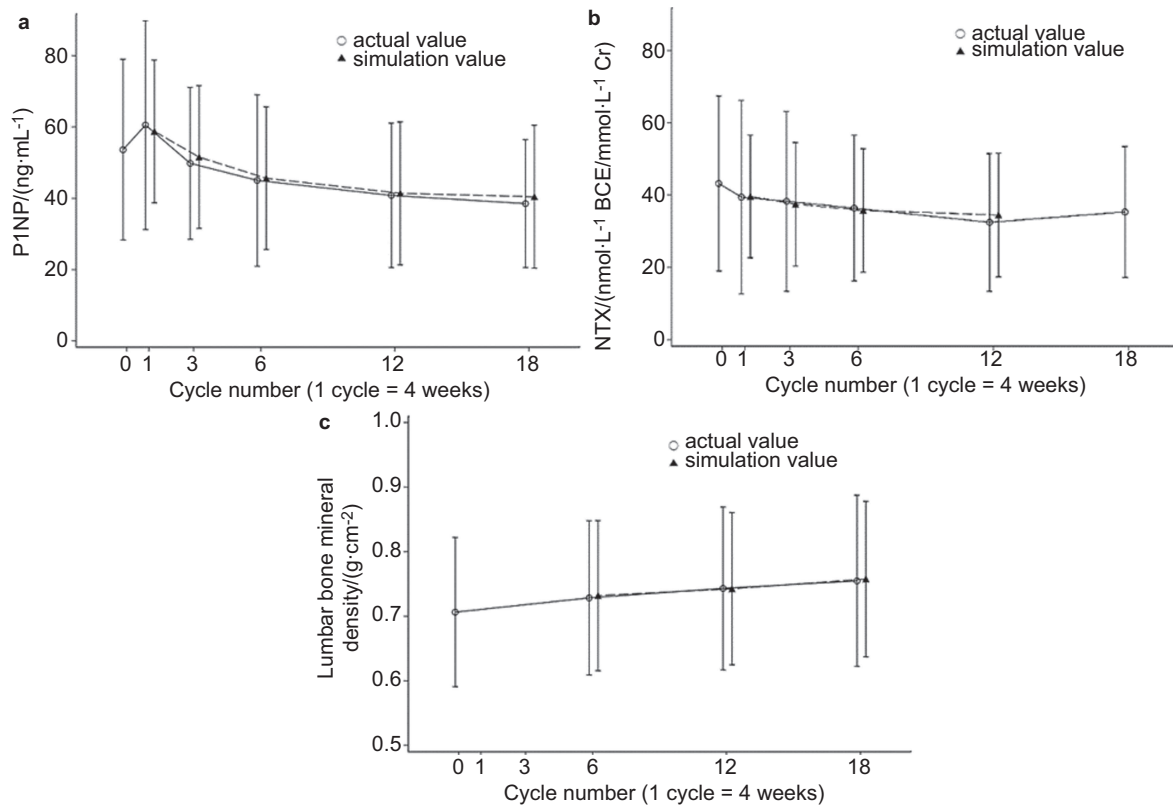 a
actual value
simulation value
80
60
40
20
0
P1NP/(ng·mL⁻¹)
0 1 3 6 12 18
Cycle number (1 cycle = 4 weeks)
b
actual value
simulation value
80
60
40
20
0
NTX/(nmol·L⁻¹ BCE/mmol·L⁻¹ Cr)
0 1 3 6 12 18
Cycle number (1 cycle = 4 weeks)
c
actual value
simulation value
1.0
0.9
0.8
0.7
0.6
0.5
Lumbar bone mineral
density/(g·cm⁻²)
0 1 3 6 12 18
Cycle number (1 cycle = 4 weeks)